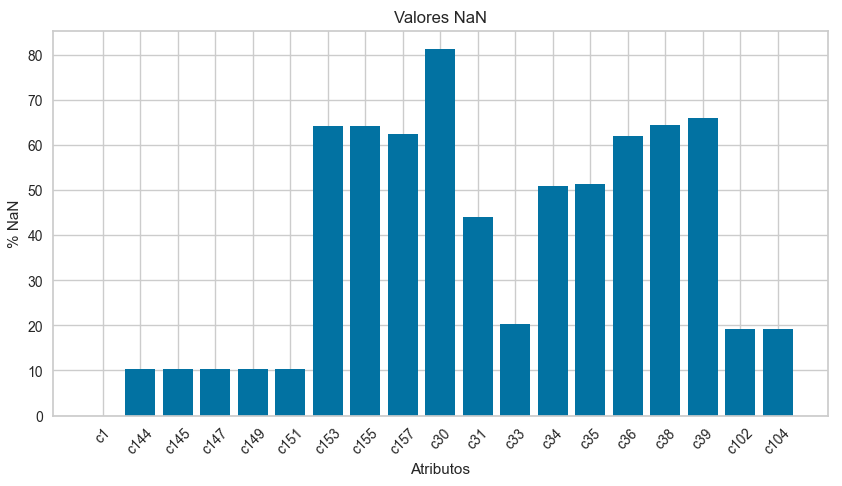 Valores NaN
% NaN
80
70
60
50
40
30
20
10
0
c1
c144
c145
c147
c149
c151
c153
c155
c157
c30
c31
c33
c34
c35
c36
c38
c39
c102
c104
Atributos